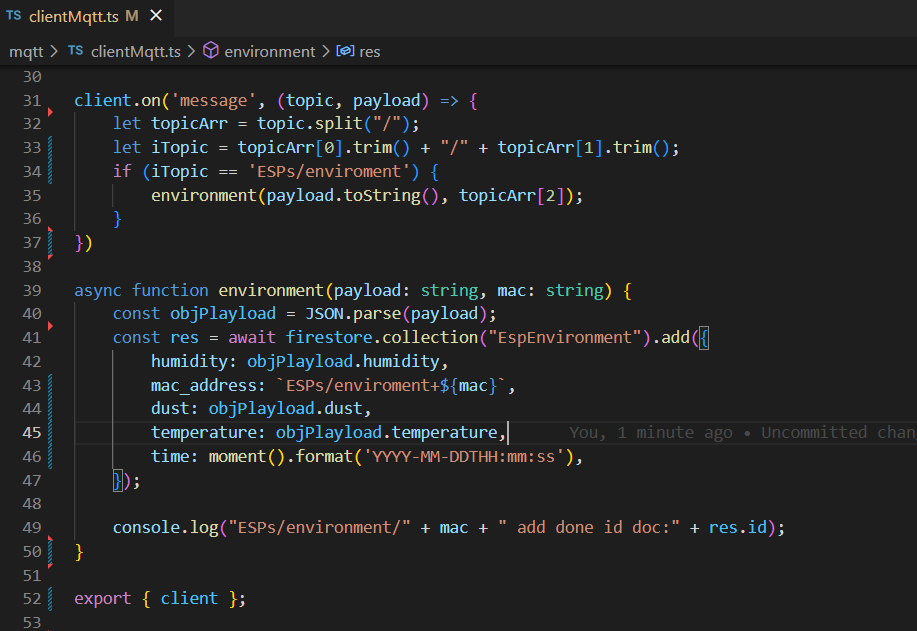 TS clientMqtt.ts M ×
mqtt > TS clientMqtt.ts > environment > res
30
31 client.on('message', (topic, payload) => {
32 let topicArr = topic.split("/");
33 let iTopic = topicArr[0].trim() + "/" + topicArr[1].trim();
34 if (iTopic == 'ESPs/enviroment') {
35 environment(payload.toString(), topicArr[2]);
36 }
37 })
38
39 async function environment(payload: string, mac: string) {
40 const objPlayload = JSON.parse(payload);
41 const res = await firestore.collection("EspEnvironment").add({
42 humidity: objPlayload.humidity,
43 mac_address: `ESPs/enviroment+${mac}`,
44 dust: objPlayload.dust,
45 temperature: objPlayload.temperature, You, 1 minute ago • Uncommitted chan
46 time: moment().format('YYYY-MM-DDTHH:mm:ss'),
47 });
48
49 console.log("ESPs/environment/" + mac + " add done id doc:" + res.id);
50 }
51
52 export { client };
53